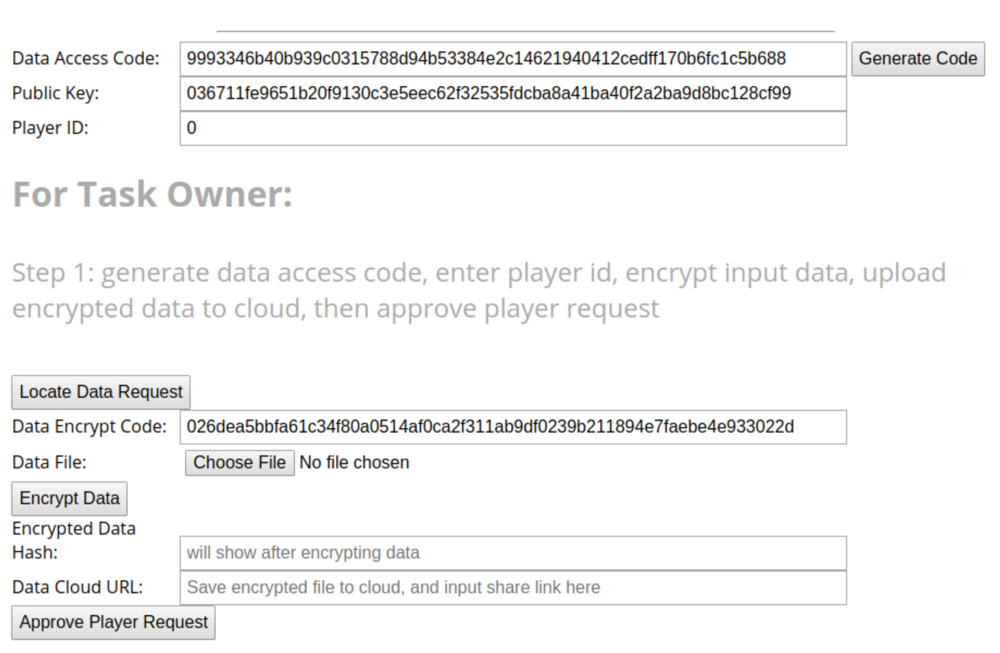 Data Access Code: 9993346b40b939c0315788d94b53384e2c14621940412cedff170b6fc1c5b688 Generate Code
Public Key: 036711fe9651b20f9130c3e5eec62f32535fdcba8a41ba40f2a2ba9d8bc128cf99
Player ID: 0
For Task Owner:
Step 1: generate data access code, enter player id, encrypt input data, upload
encrypted data to cloud, then approve player request
Locate Data Request
Data Encrypt Code: 026dea5bbfa61c34f80a0514af0ca2f311ab9df0239b211894e7faebe4e933022d
Data File: Choose File No file chosen
Encrypt Data
Encrypted Data
Hash: will show after encrypting data
Data Cloud URL: Save encrypted file to cloud, and input share link here
Approve Player Request